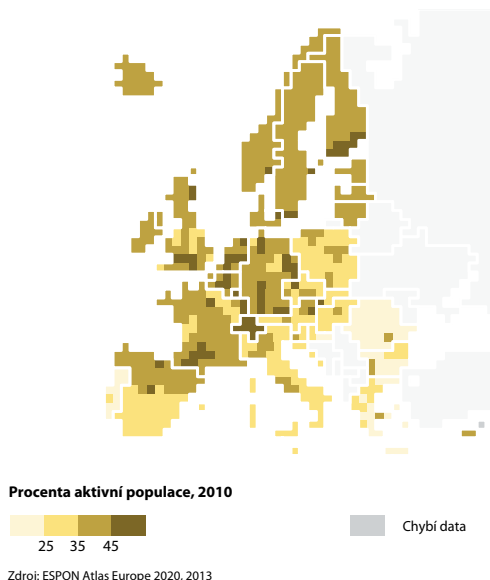 Procenta aktivní populace, 2010
25 35 45
Chybí data
Zdroj: ESPON Atlas Europe 2020, 2013